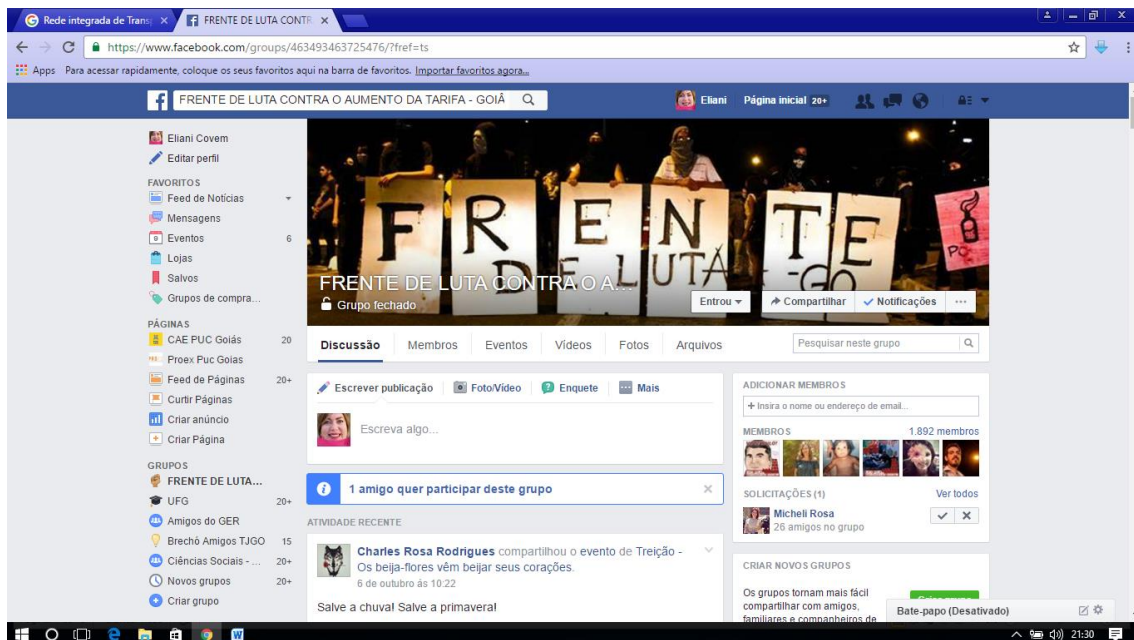 Rede integrada de Trans
FRENTE DE LUTA CONTR
https://www.facebook.com/groups/463493463725476/?fref=ts
Apps Para acessar rapidamente, coloque os seus favoritos aqui na barra de favoritos. Importar favoritos agora...
FRENTE DE LUTA CONTRA O AUMENTO DA TARIFA - GOIÂ
Eliani Página inicial 20+
Eliani Covem
Editar perfil
FAVORITOS
Feed de Notícias
Mensagens
Eventos 6
Lojas
Salvos
Grupos de compra...
PÁGINAS
CAE PUC Goiás 20
Proex Puc Goias
Feed de Páginas 20+
Curtir Páginas
Criar anúncio
Criar Página
GRUPOS
FRENTE DE LUTA...
UFG 20+
Amigos do GER
Brechó Amigos TJGO 15
Ciências Sociais - ... 20+
Novos grupos 20+
Criar grupo
FRENTE
DE LUTA -GO
PC
FRENTE DE LUTA CONTRA O A...
Grupo fechado
Entrou Compartilhar Notificações ...
Discussão Membros Eventos Vídeos Fotos Arquivos
Pesquisar neste grupo
Escrever publicação Foto/Vídeo Enquete Mais
Escreva algo...
1 amigo quer participar deste grupo
ATIVIDADE RECENTE
Charles Rosa Rodrigues compartilhou o evento de Treição -
Os beija-flores vêm beijar seus corações.
6 de outubro às 10:22
Salve a chuva! Salve a primavera!
ADICIONAR MEMBROS
+ Insira o nome ou endereço de email...
MEMBROS 1.892 membros
SOLICITAÇÕES (1) Ver todos
Micheli Rosa
26 amigos no grupo
CRIAR NOVOS GRUPOS
Os grupos tornam mais fácil
compartilhar com amigos,
familiares e companheiros de
Bate-papo (Desativado)
21:30